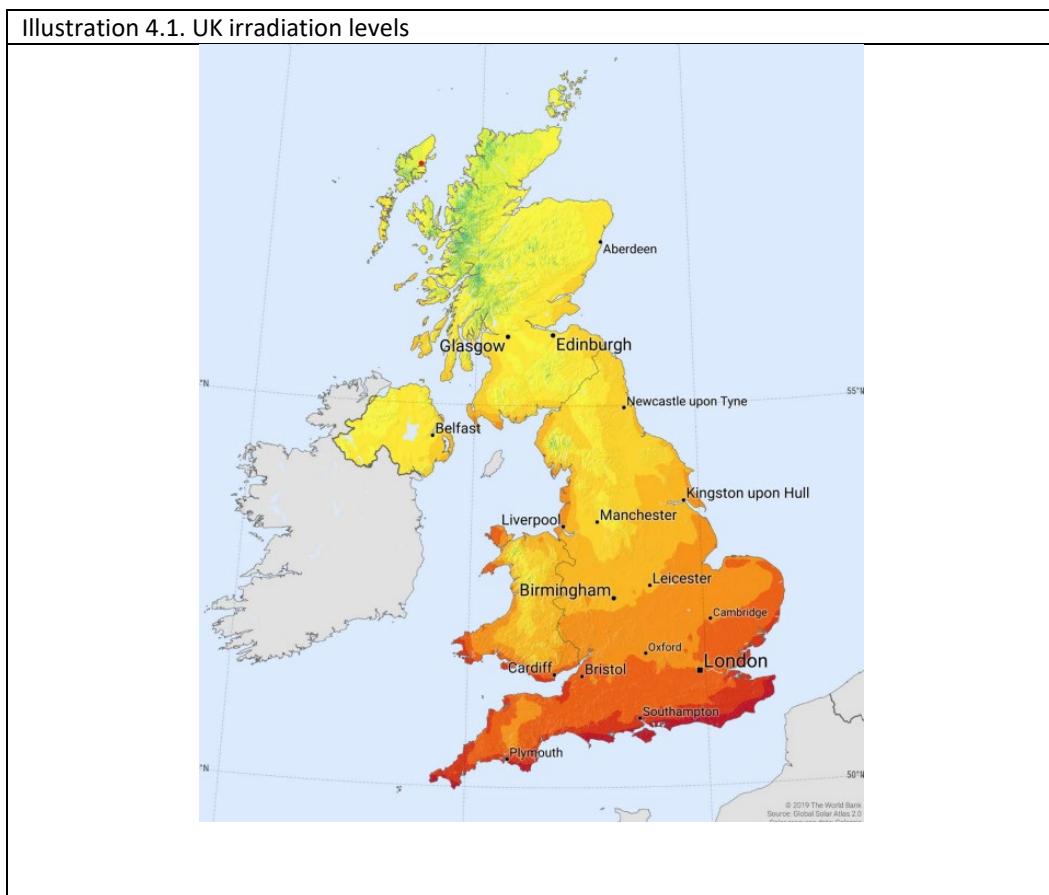 Illustration 4.1. UK irradiation levels
Aberdeen
Glasgow
Edinburgh
°N
55°N
Newcastle upon Tyne
Belfast
Kingston upon Hull
Liverpool
Manchester
Leicester
Birmingham
Cambridge
Oxford
London
Cardiff
Bristol
Southampton
Plymouth
°N
50°N
© 2019 The World Bank
Source: Global Solar Atlas 2.0